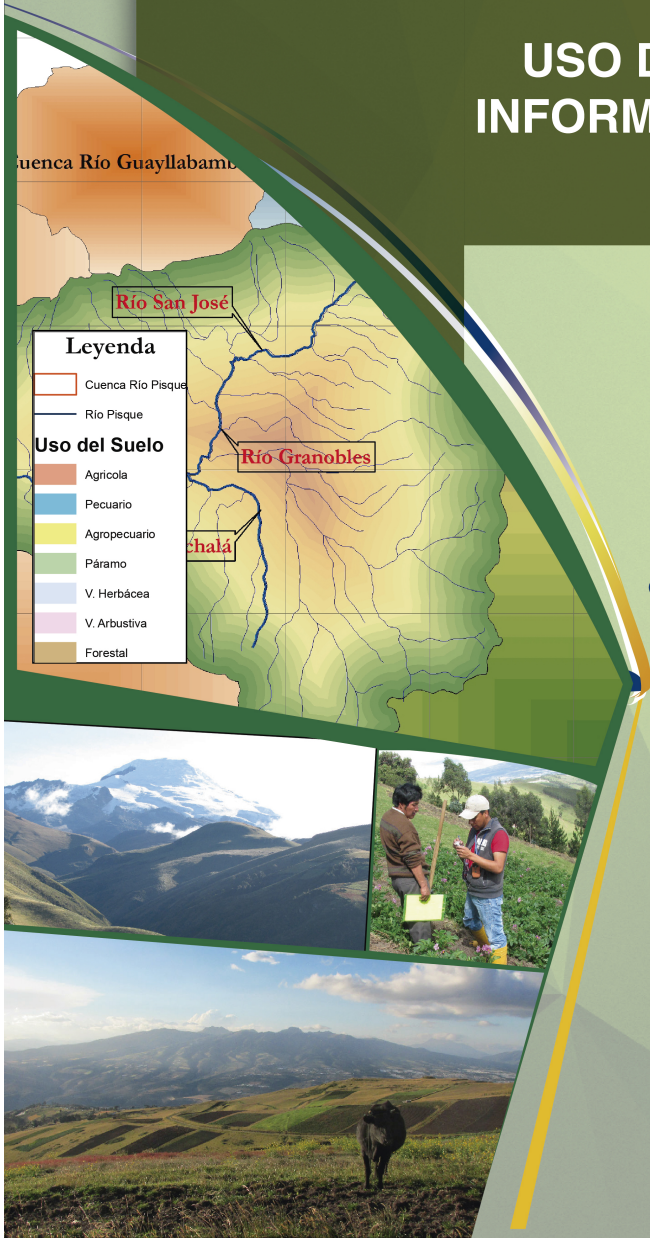 USO D
INFORM
uenca Río Guayllabamb
Río San José
Leyenda
Cuenca Río Pisque
Río Pisque
Uso del Suelo
Agricola
Pecuario
Agropecuario
Páramo
V. Herbácea
V. Arbustiva
Forestal
Río Granobles
chalá